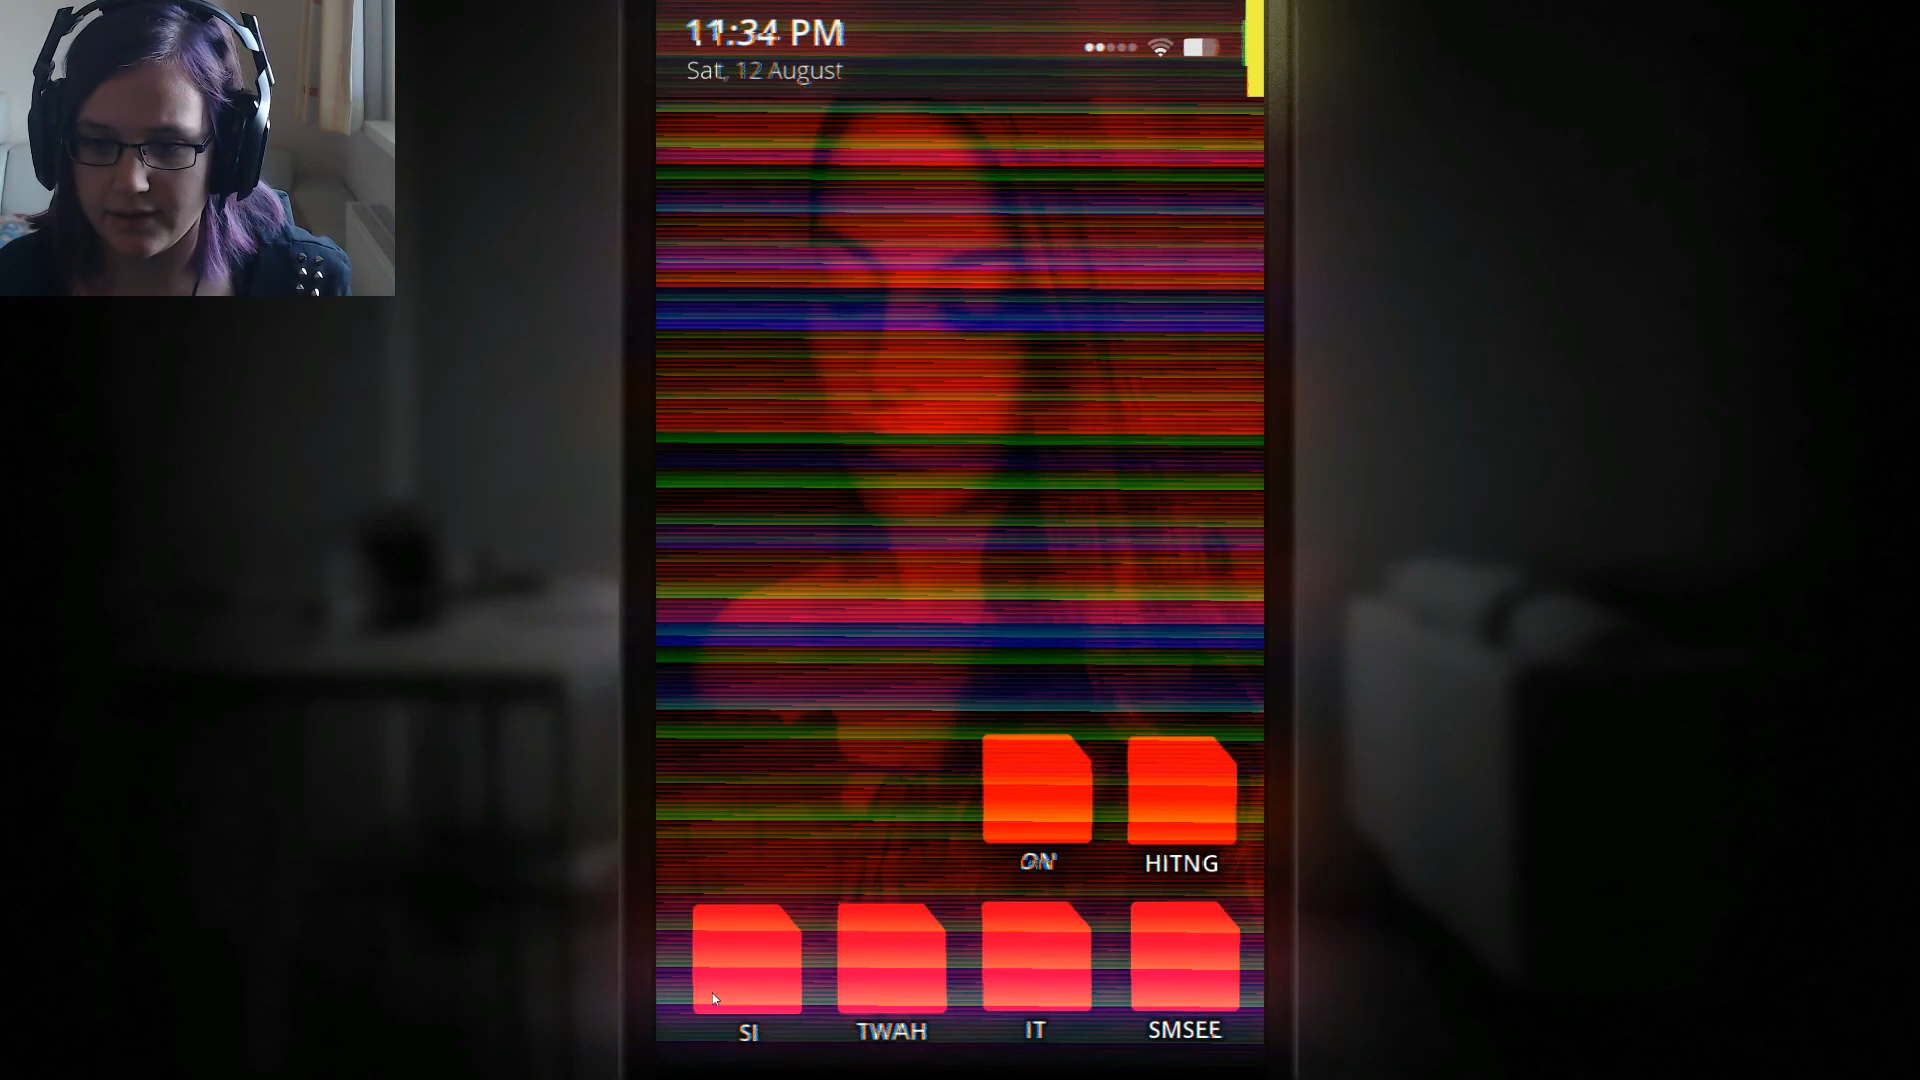 11:34 PM
Sat, 12 August
ON
HITNG
SI
TWAH
IT
SMSEE